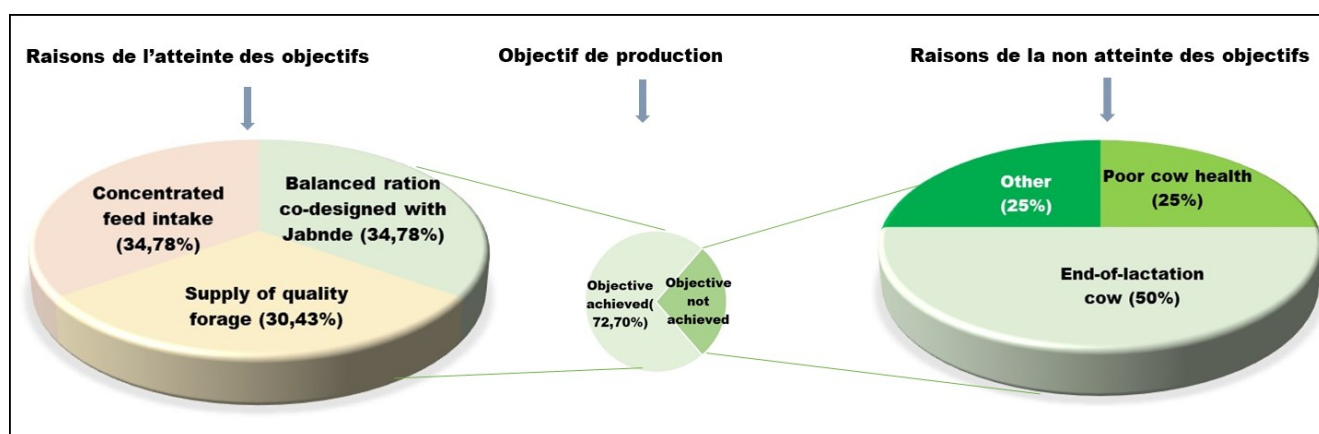 Raisons de l’atteinte des objectifs
Objectif de production
Raisons de la non atteinte des objectifs
Concentrated
feed intake
(34,78%)
Balanced ration
co-designed with
Jabnde (34,78%)
Supply of quality
forage (30,43%)
Objective
achieved(
72,70%)
Objective
not
achieved
Other
(25%)
Poor cow health
(25%)
End-of-lactation
cow (50%)